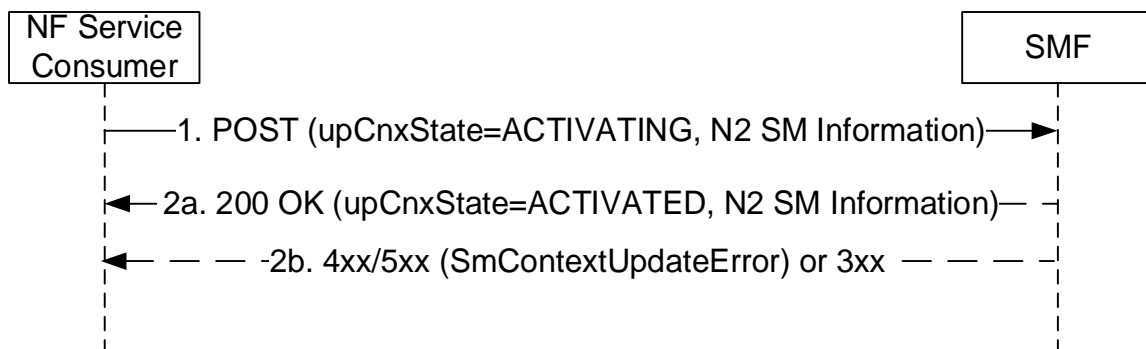 NF Service
Consumer
SMF
1. POST (upCnxState=ACTIVATING, N2 SM Information)
2a. 200 OK (upCnxState=ACTIVATED, N2 SM Information)
2b. 4xx/5xx (SmContextUpdateError) or 3xx